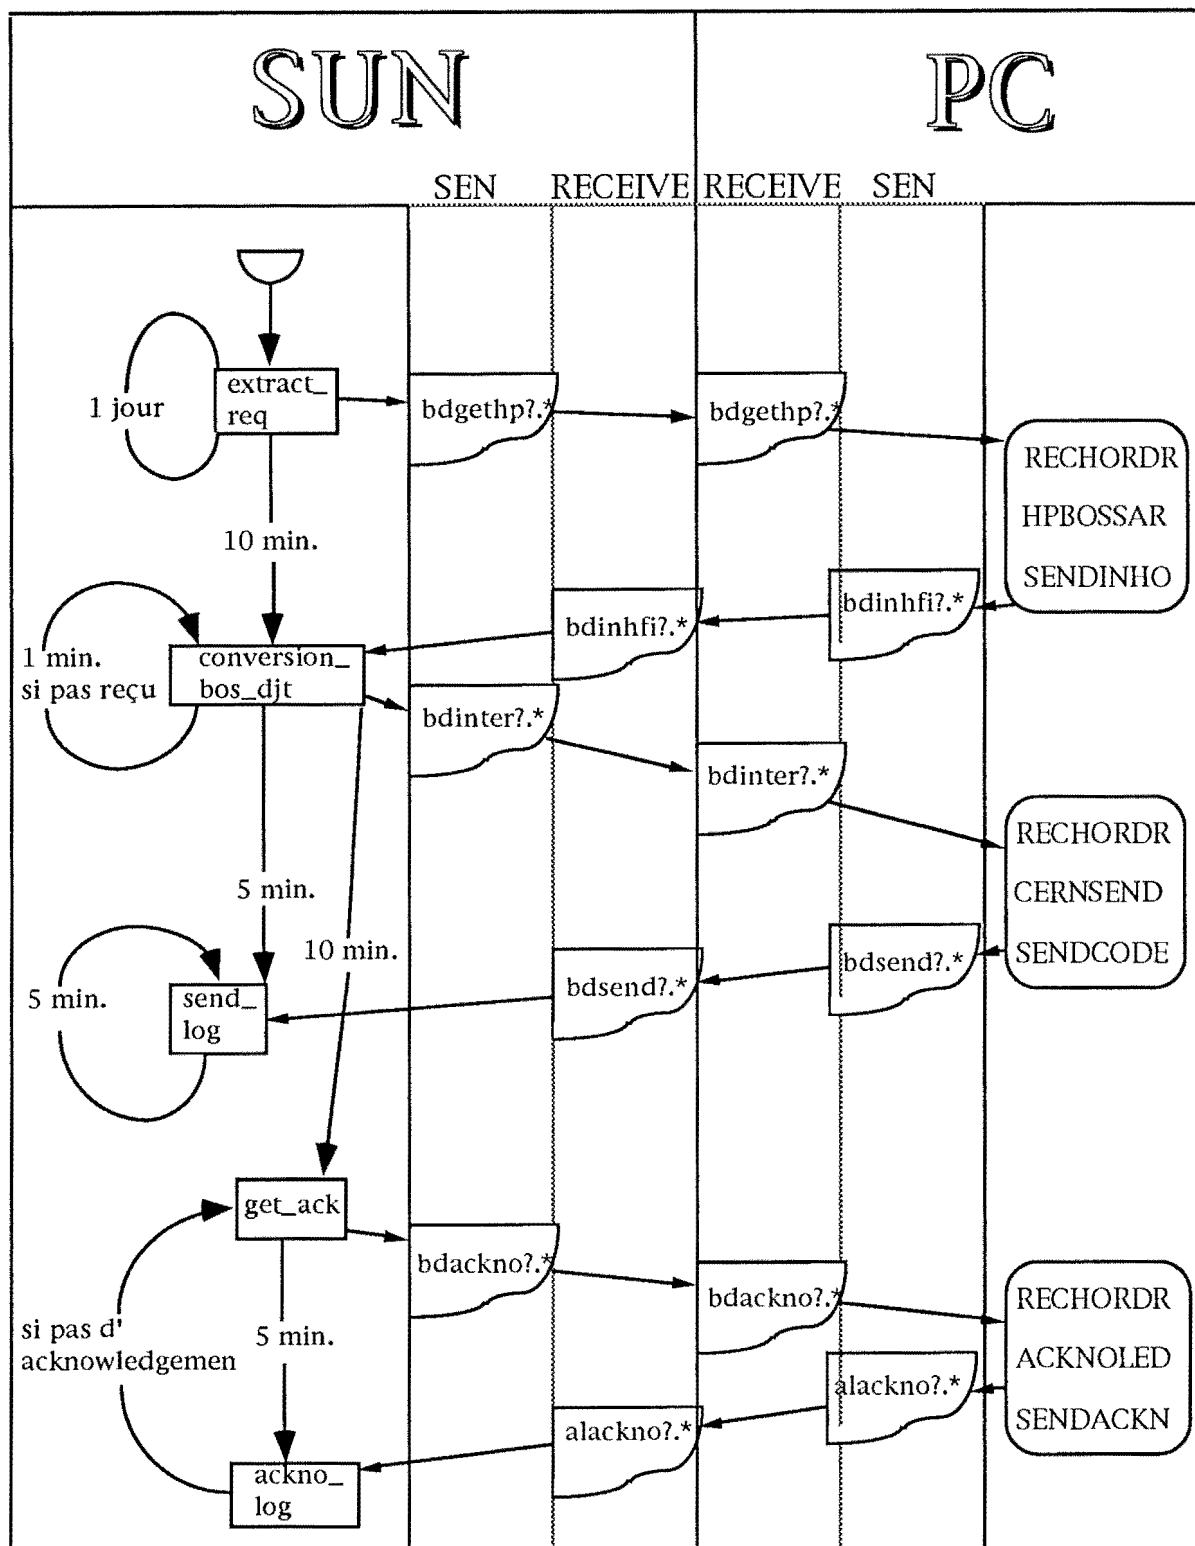 SUN
PC
SEN
RECEIVE
RECEIVE
SEN
extract_
req
1 jour
bdgethp?.*
bdgethp?.*
RECHORDR
HPBOSSAR
SENDINHO
10 min.
bdinhfi?.*
bdinhfi?.*
1 min.
si pas reçu
conversion_
bos_djt
bdinter?.*
bdinter?.*
RECHORDR
CERNSEND
SENDCODE
5 min.
10 min.
bdsend?.*
bdsend?.*
5 min.
send_
log
get_ack
bdackno?.*
bdackno?.*
RECHORDR
ACKNOLED
SENDACKN
si pas d'
acknowledgemen
5 min.
alackno?.*
alackno?.*
ackno_
log